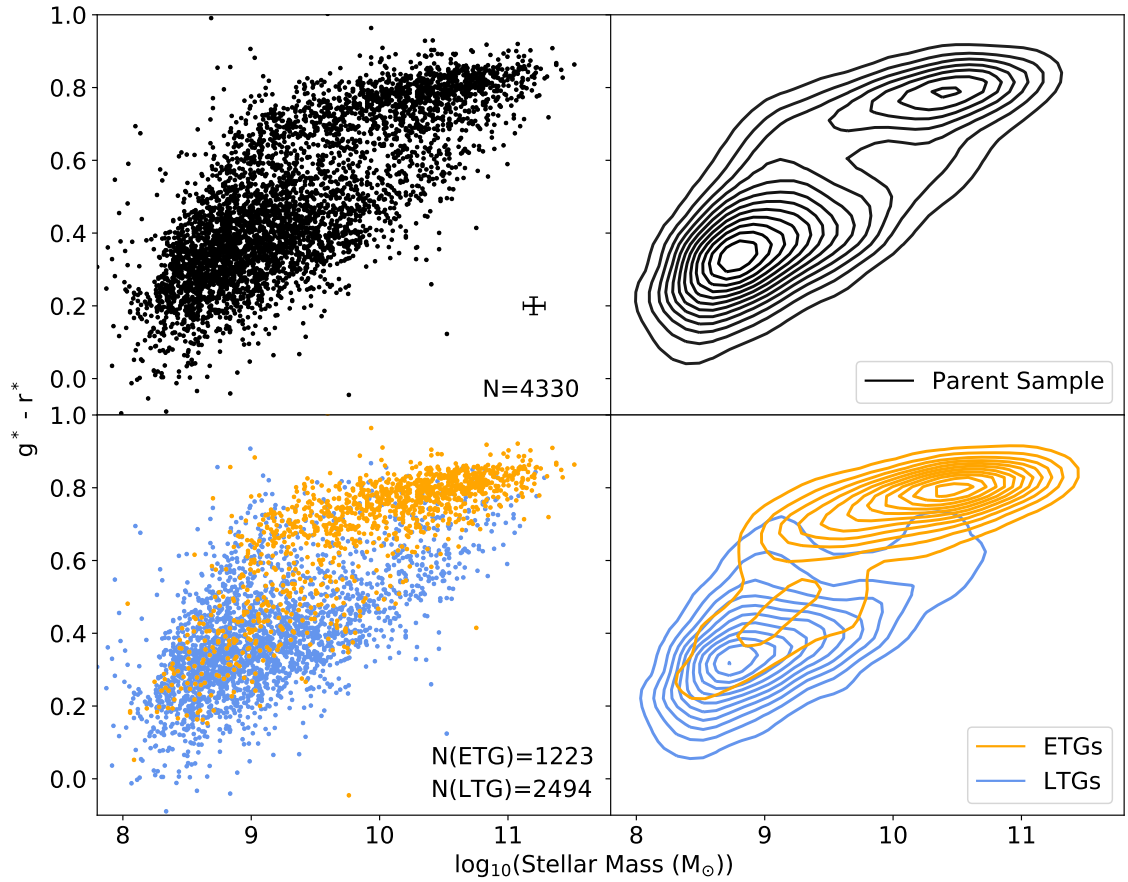 1.0
0.8
0.6
0.4
0.2
0.0
N=4330
Parent Sample
g* - r*
1.0
0.8
0.6
0.4
0.2
0.0
N(ETG)=1223
N(LTG)=2494
ETGs
LTGs
8 9 10 11 8 9 10 11
log₁₀(Stellar Mass (M☉))